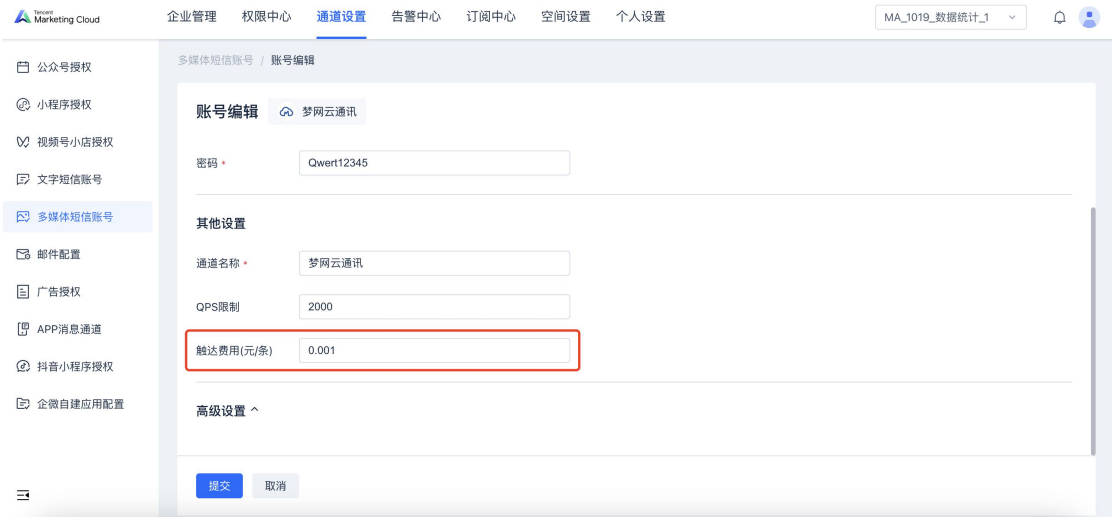 Tencent
Marketing Cloud
企业管理 权限中心 通道设置 告警中心 订阅中心 空间设置 个人设置 MA_1019_数据统计_1
公众号授权
小程序授权
视频号小店授权
文字短信账号
多媒体短信账号
邮件配置
广告授权
APP消息通道
抖音小程序授权
企微自建应用配置
多媒体短信账号 / 账号编辑
账号编辑 梦网云通讯
密码 * Qwert12345
其他设置
通道名称 * 梦网云通讯
QPS限制 2000
触达费用(元/条) 0.001
高级设置
提交 取消